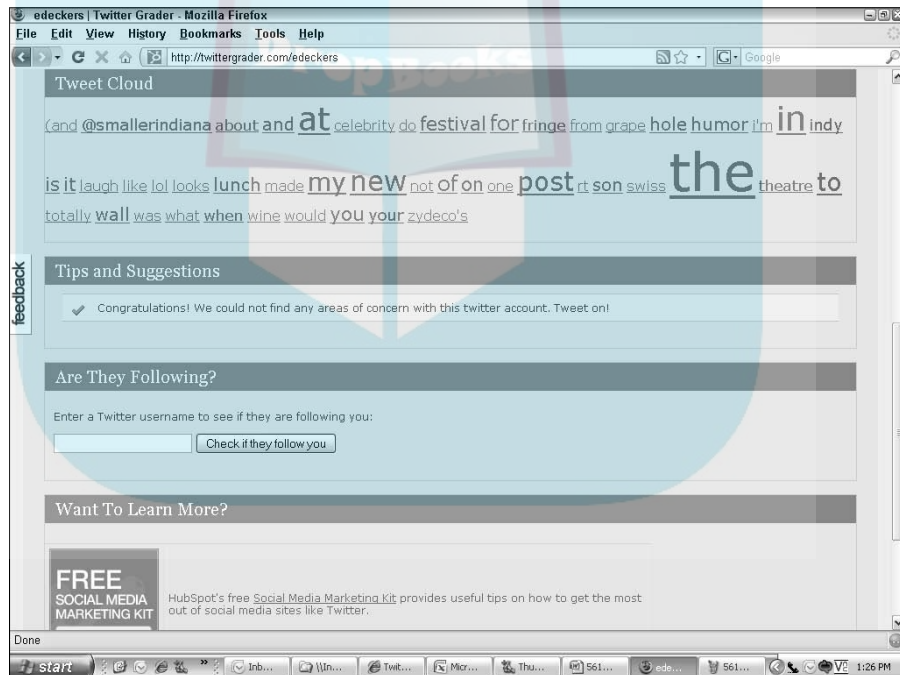 edeckers | Twitter Grader - Mozilla Firefox
File Edit View History Bookmarks Tools Help
http://twittergrader.com/edeckers
Google
DropBooks
Tweet Cloud
(and @smallerindiana about and at celebrity do festival for fringe from grape hole humor i'm in indy
is it laugh like lol looks lunch made my new not of on one post rt son swiss the theatre to
totally wall was what when wine would you your zydeco's
feedback
Tips and Suggestions
Congratulations! We could not find any areas of concern with this twitter account. Tweet on!
Are They Following?
Enter a Twitter username to see if they are following you:
Check if they follow you
Want To Learn More?
FREE
SOCIAL MEDIA
MARKETING KIT
HubSpot's free Social Media Marketing Kit provides useful tips on how to get the most
out of social media sites like Twitter.
Done
start Inb... \\In... Twit... Micr... Thu... 561... ede... 561... 1:26 PM